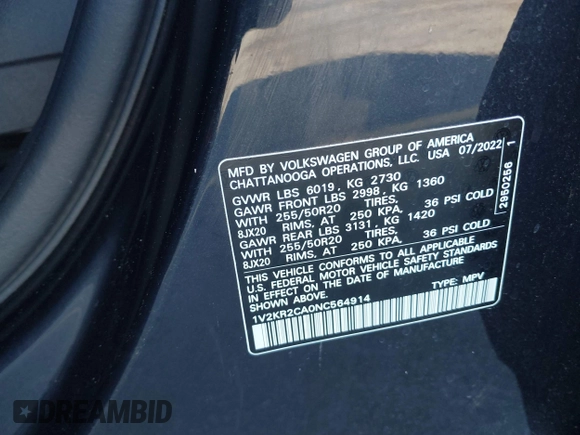 MFD BY VOLKSWAGEN GROUP OF AMERICA
CHATTANOOGA OPERATIONS, LLC. USA 07/2022
GVWR LBS 6019, KG 2730
GAWR FRONT LBS 2998, KG 1360
WITH 255/50R20 TIRES.
8JX20 RIMS, AT 250 KPA, 36 PSI COLD
GAWR REAR LBS 3131, KG 1420
WITH 255/50R20 TIRES.
8JX20 RIMS, AT 250 KPA, 36 PSI COLD
THIS VEHICLE CONFORMS TO ALL APPLICABLE
U.S. FEDERAL MOTOR VEHICLE SAFETY STANDARDS
IN EFFECT ON THE DATE OF MANUFACTURE
SHOWN ABOVE.
1V2KR2CA0NC564914 TYPE: MPV
2950256 1
DREAMBID